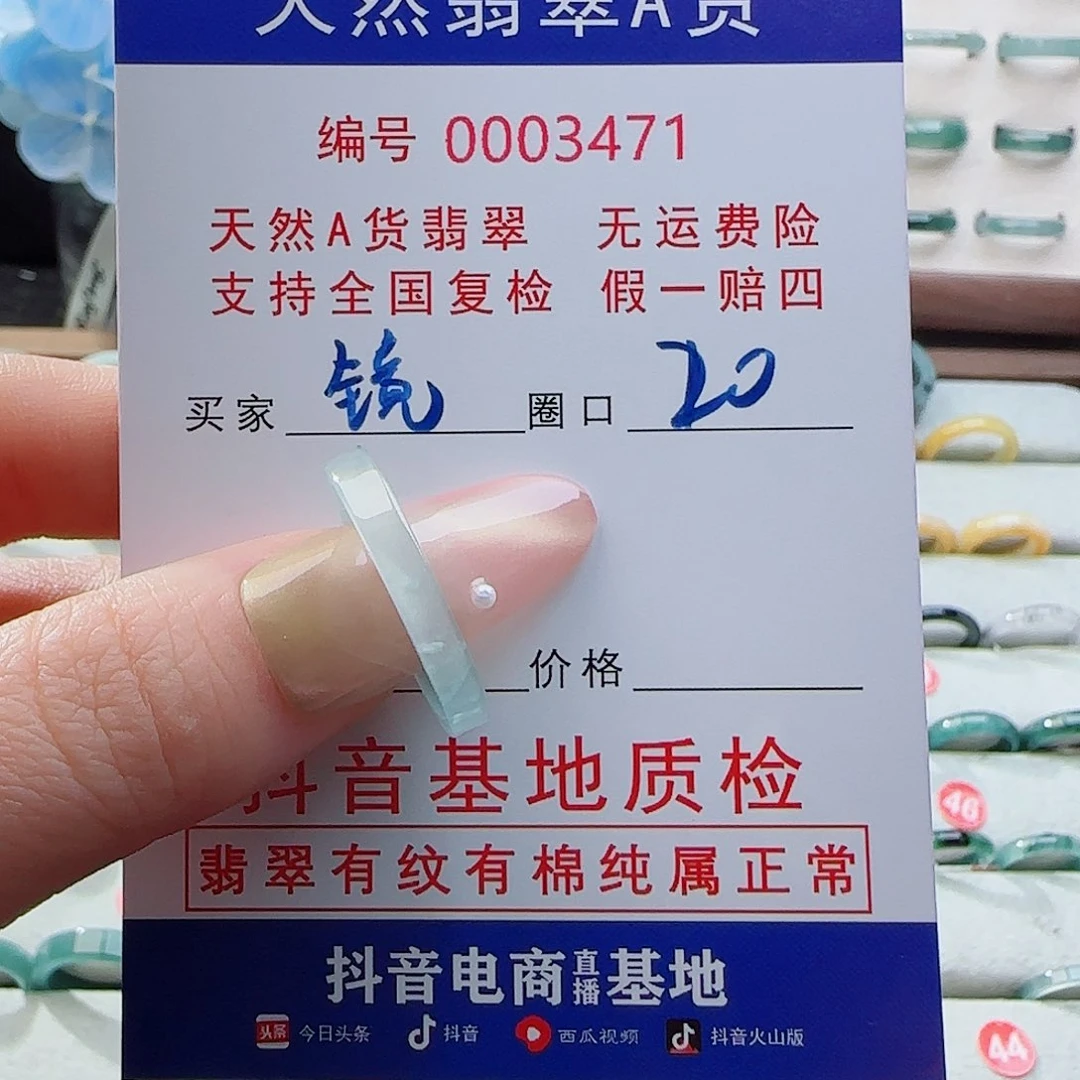 天然翡翠A货
编号 0003471
天然A货翡翠 无运费险
支持全国复检 假一赔四
买家 镜 圈口 20
价格
抖音基地质检
翡翠有纹有棉纯属正常
抖音电商直播基地
头条 今日头条 抖音 西瓜视频 抖音火山版
46
44